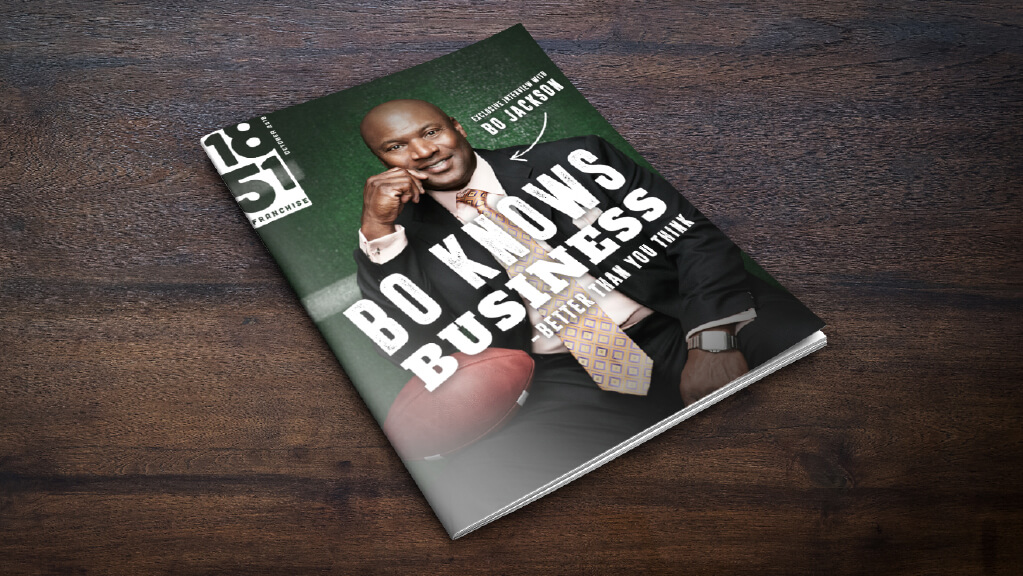 18
51
FRANCHISE
EXCLUSIVE INTERVIEW WITH
BO JACKSON
BO KNOWS
BUSINESS
-BETTER THAN YOU THINK